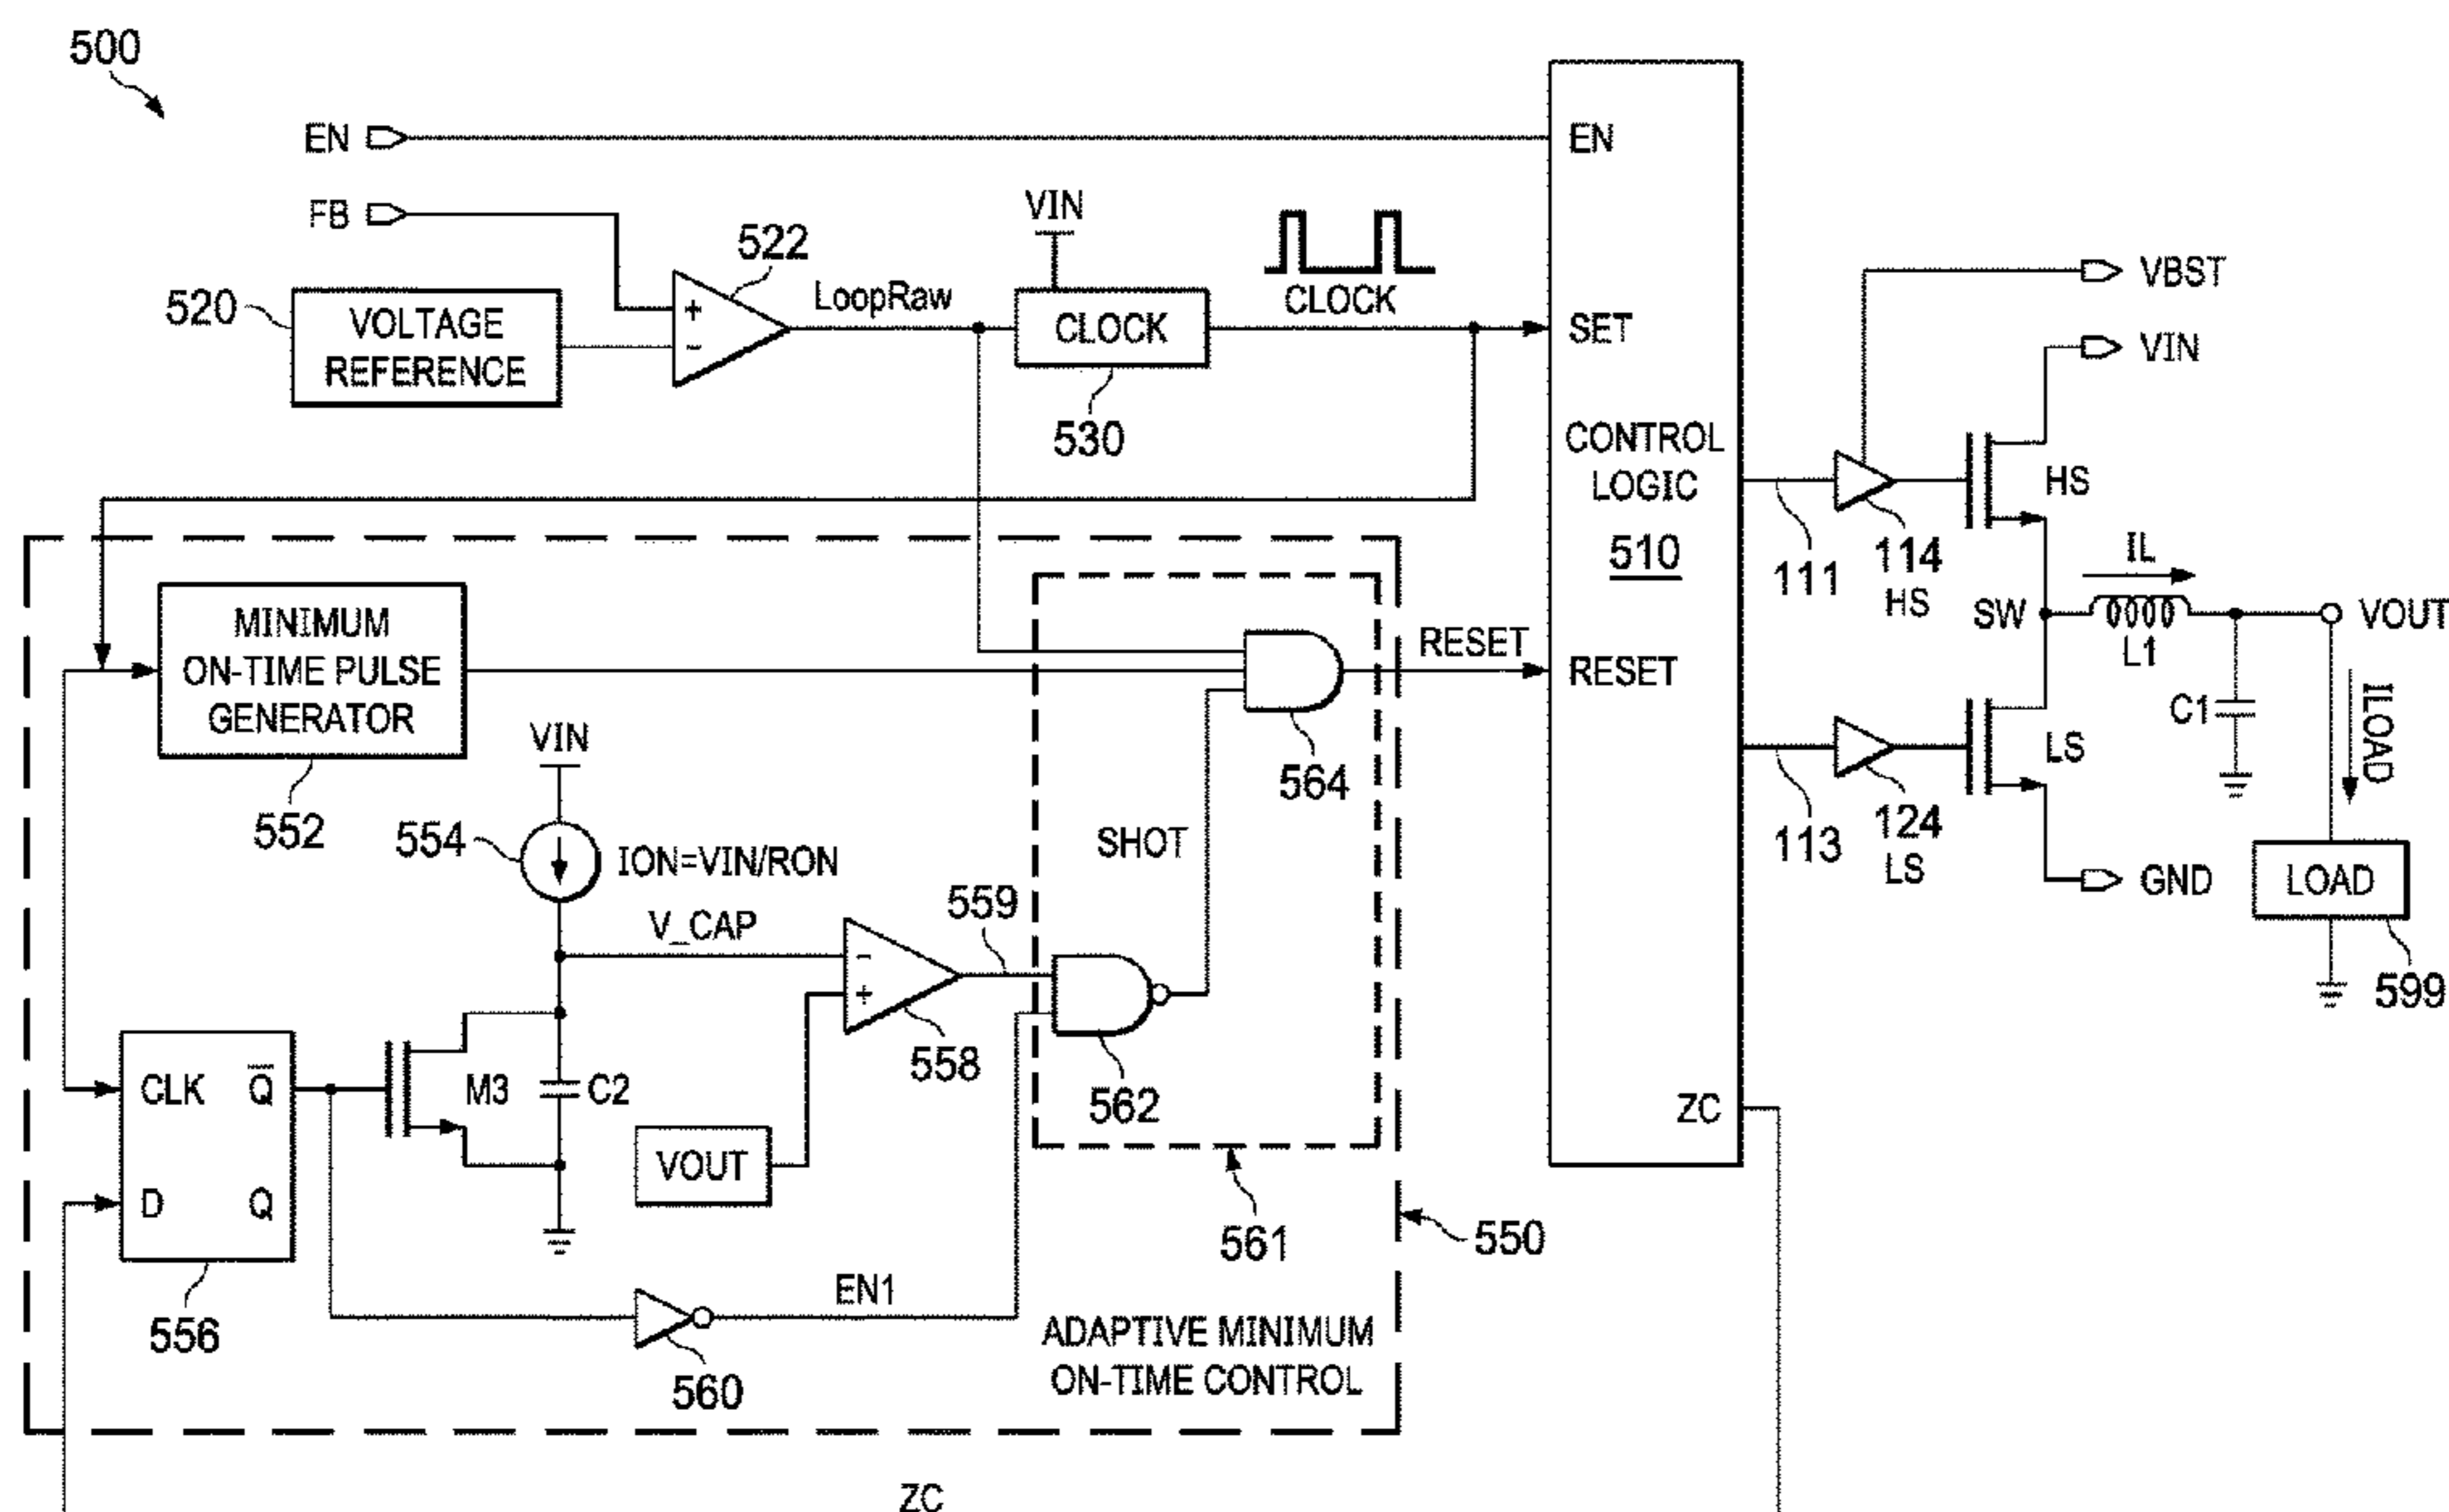 500
EN
EN
FB
VIN
522
LoopRaw
CLOCK
520
VOLTAGE
REFERENCE
+
−
CLOCK
SET
530
VBST
VIN
CONTROL
LOGIC
510
111
114
HS
HS
IL
SW
L1
VOUT
C1
ILOAD
LS
113
124
LS
GND
LOAD
599
MINIMUM
ON-TIME PULSE
GENERATOR
552
RESET
RESET
564
VIN
554
ION=VIN/RON
SHOT
V_CAP
559
−
+
558
562
CLK
Q̅
M3
C2
VOUT
ZC
D
Q
556
561
550
EN1
560
ADAPTIVE MINIMUM
ON-TIME CONTROL
ZC